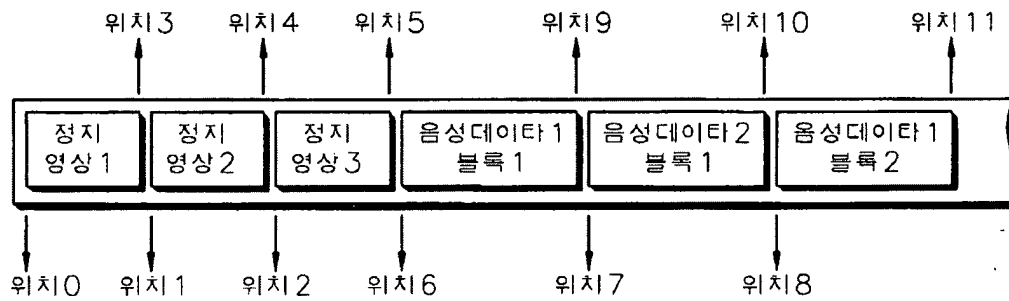 위치3 위치4 위치5 위치9 위치10 위치11
정지 정지 정지 음성데이타1 음성데이타2 음성데이타1
영상1 영상2 영상3 블록1 블록1 블록2
위치0 위치1 위치2 위치6 위치7 위치8